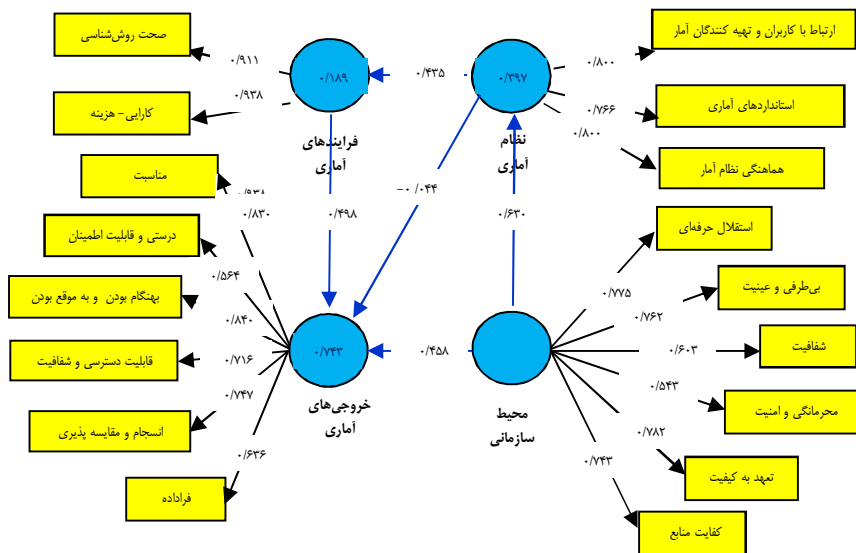 ارتباط با کاربران و تهیه کنندگان آمار
صحت روش‌شناسی
۰/۹۱۱
۰/۱۸۹
۰/۴۳۵
۰/۳۹۷
۰/۸۰۰
استانداردهای آماری
۰/۷۶۶
۰/۹۳۸
کارایی- هزینه
۰/۸۰۰
فرایندهای
آماری
نظام
آماری
هماهنگی نظام آمار
مناسبت
۰/۹۳۸
-۰/۰۴۴
۰/۸۳۰
۰/۴۹۸
۰/۶۳۰
استقلال حرفه‌ای
درستی و قابلیت اطمینان
۰/۵۶۴
۰/۷۷۵
بی‌طرفی و عینیت
بهنگام بودن و به موقع بودن
۰/۸۴۰
۰/۷۶۲
۰/۷۴۳
۰/۴۵۸
۰/۶۰۳
شفافیت
قابلیت دسترسی و شفافیت
۰/۷۱۶
۰/۵۴۳
۰/۷۴۷
خروجی‌های
آماری
محیط
سازمانی
محرمانگی و امنیت
انسجام و مقایسه پذیری
۰/۷۸۲
۰/۶۳۶
۰/۷۴۳
تعهد به کیفیت
فراداده
کفایت منابع